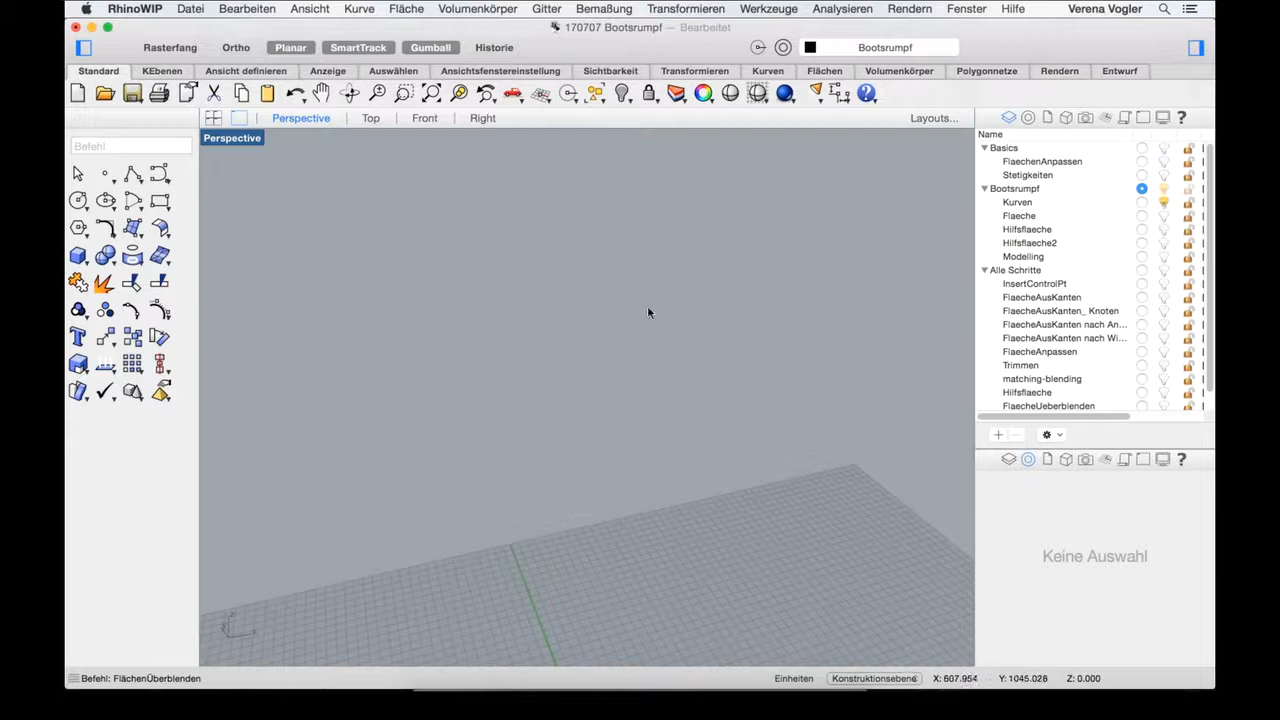 RhinoWIP Datei Bearbeiten Ansicht Kurve Fläche Volumenkörper Gitter Bemaßung Transformieren Werkzeuge Analysieren Rendern Fenster Hilfe Verena Vogler
170707 Bootsrumpf — Bearbeitet
Rasterfang Ortho Planar SmartTrack Gumball Historie Bootsrumpf
Standard KEbenen Ansicht definieren Anzeige Auswählen Ansichtsfenstereinstellung Sichtbarkeit Transformieren Kurven Flächen Volumenkörper Polygonnetze Rendern Entwurf
Perspective Top Front Right Layouts...
Perspective
Befehl
Name
Basics
FlaechenAnpassen
Stetigkeiten
Bootsrumpf
Kurven
Flaeche
Hilfsflaeche
Hilfsflaeche2
Modelling
Alle Schritte
InsertControlPt
FlaecheAusKanten
FlaecheAusKanten_ Knoten
FlaecheAusKanten nach An...
FlaecheAusKanten nach Wi...
FlaecheAnpassen
Trimmen
matching-blending
Hilfsflaeche
FlaecheUeberblenden
Keine Auswahl
Befehl: FlächenÜberblenden Einheiten Konstruktionsebene X: 607.954 Y: 1045.026 Z: 0.000